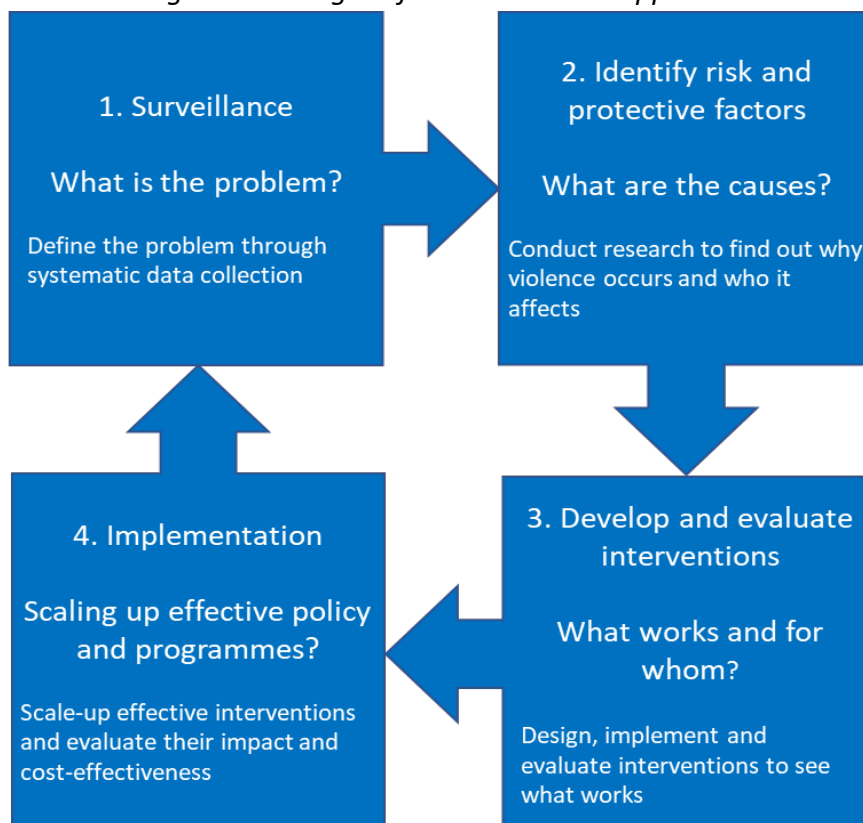 1. Surveillance
What is the problem?
Define the problem through
systematic data collection
2. Identify risk and
protective factors
What are the causes?
Conduct research to find out why
violence occurs and who it
affects
3. Develop and evaluate
interventions
What works and for
whom?
Design, implement and
evaluate interventions to see
what works
4. Implementation
Scaling up effective policy
and programmes?
Scale-up effective interventions
and evaluate their impact and
cost-effectiveness